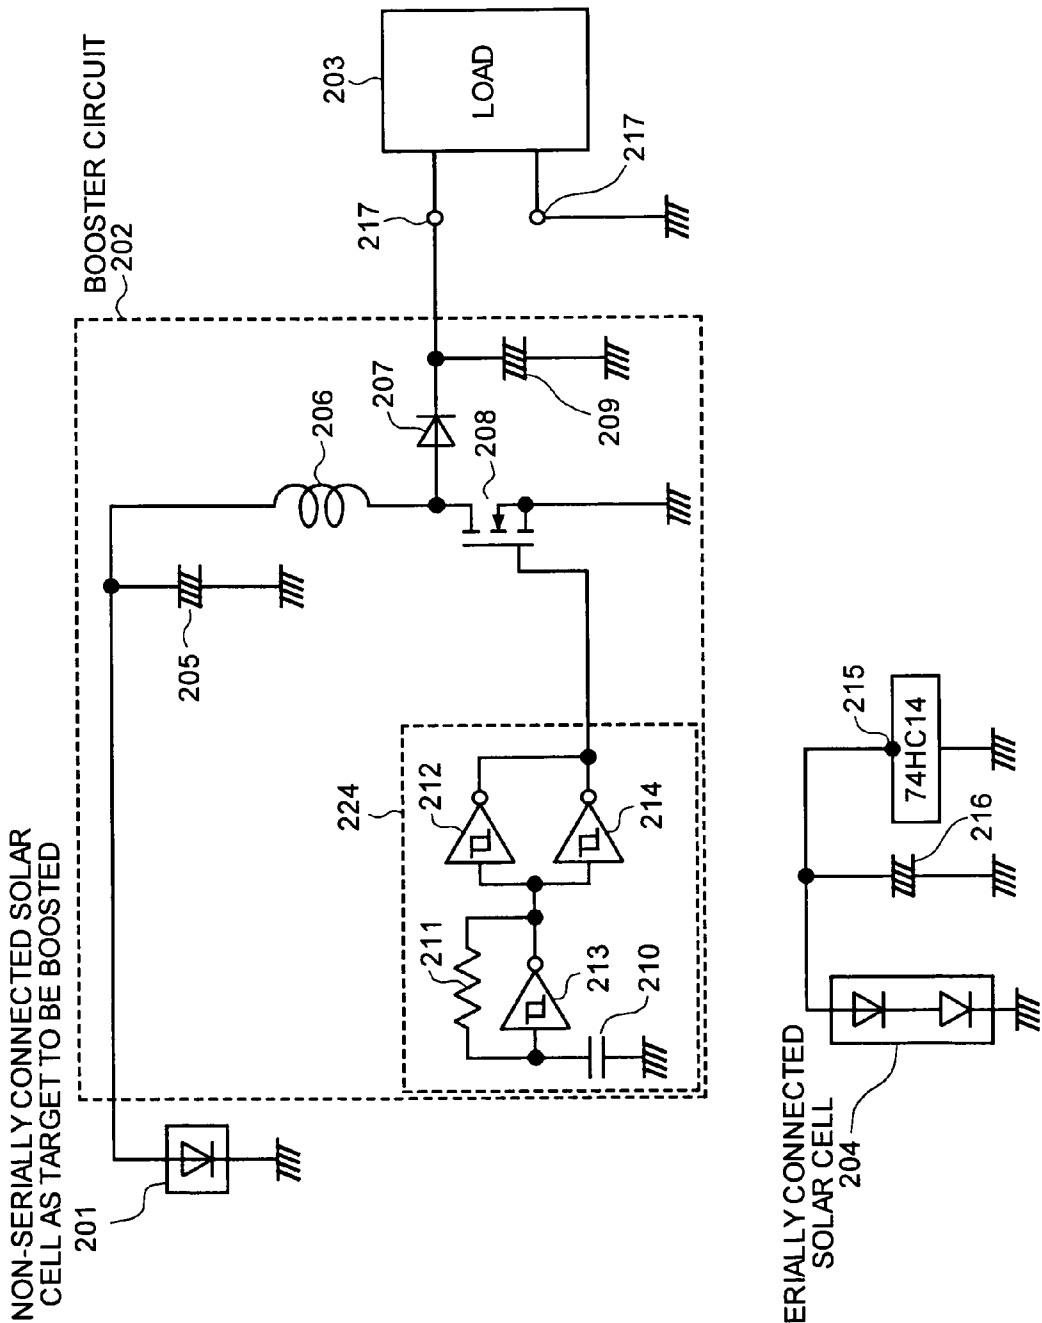 NON-SERIALLY CONNECTED SOLAR
CELL AS TARGET TO BE BOOSTED
201
BOOSTER CIRCUIT
202
205
206
207
208
209
217
203
LOAD
217
224
212
211
213
210
214
ERIALLY CONNECTED
SOLAR CELL
204
216
215
74HC14